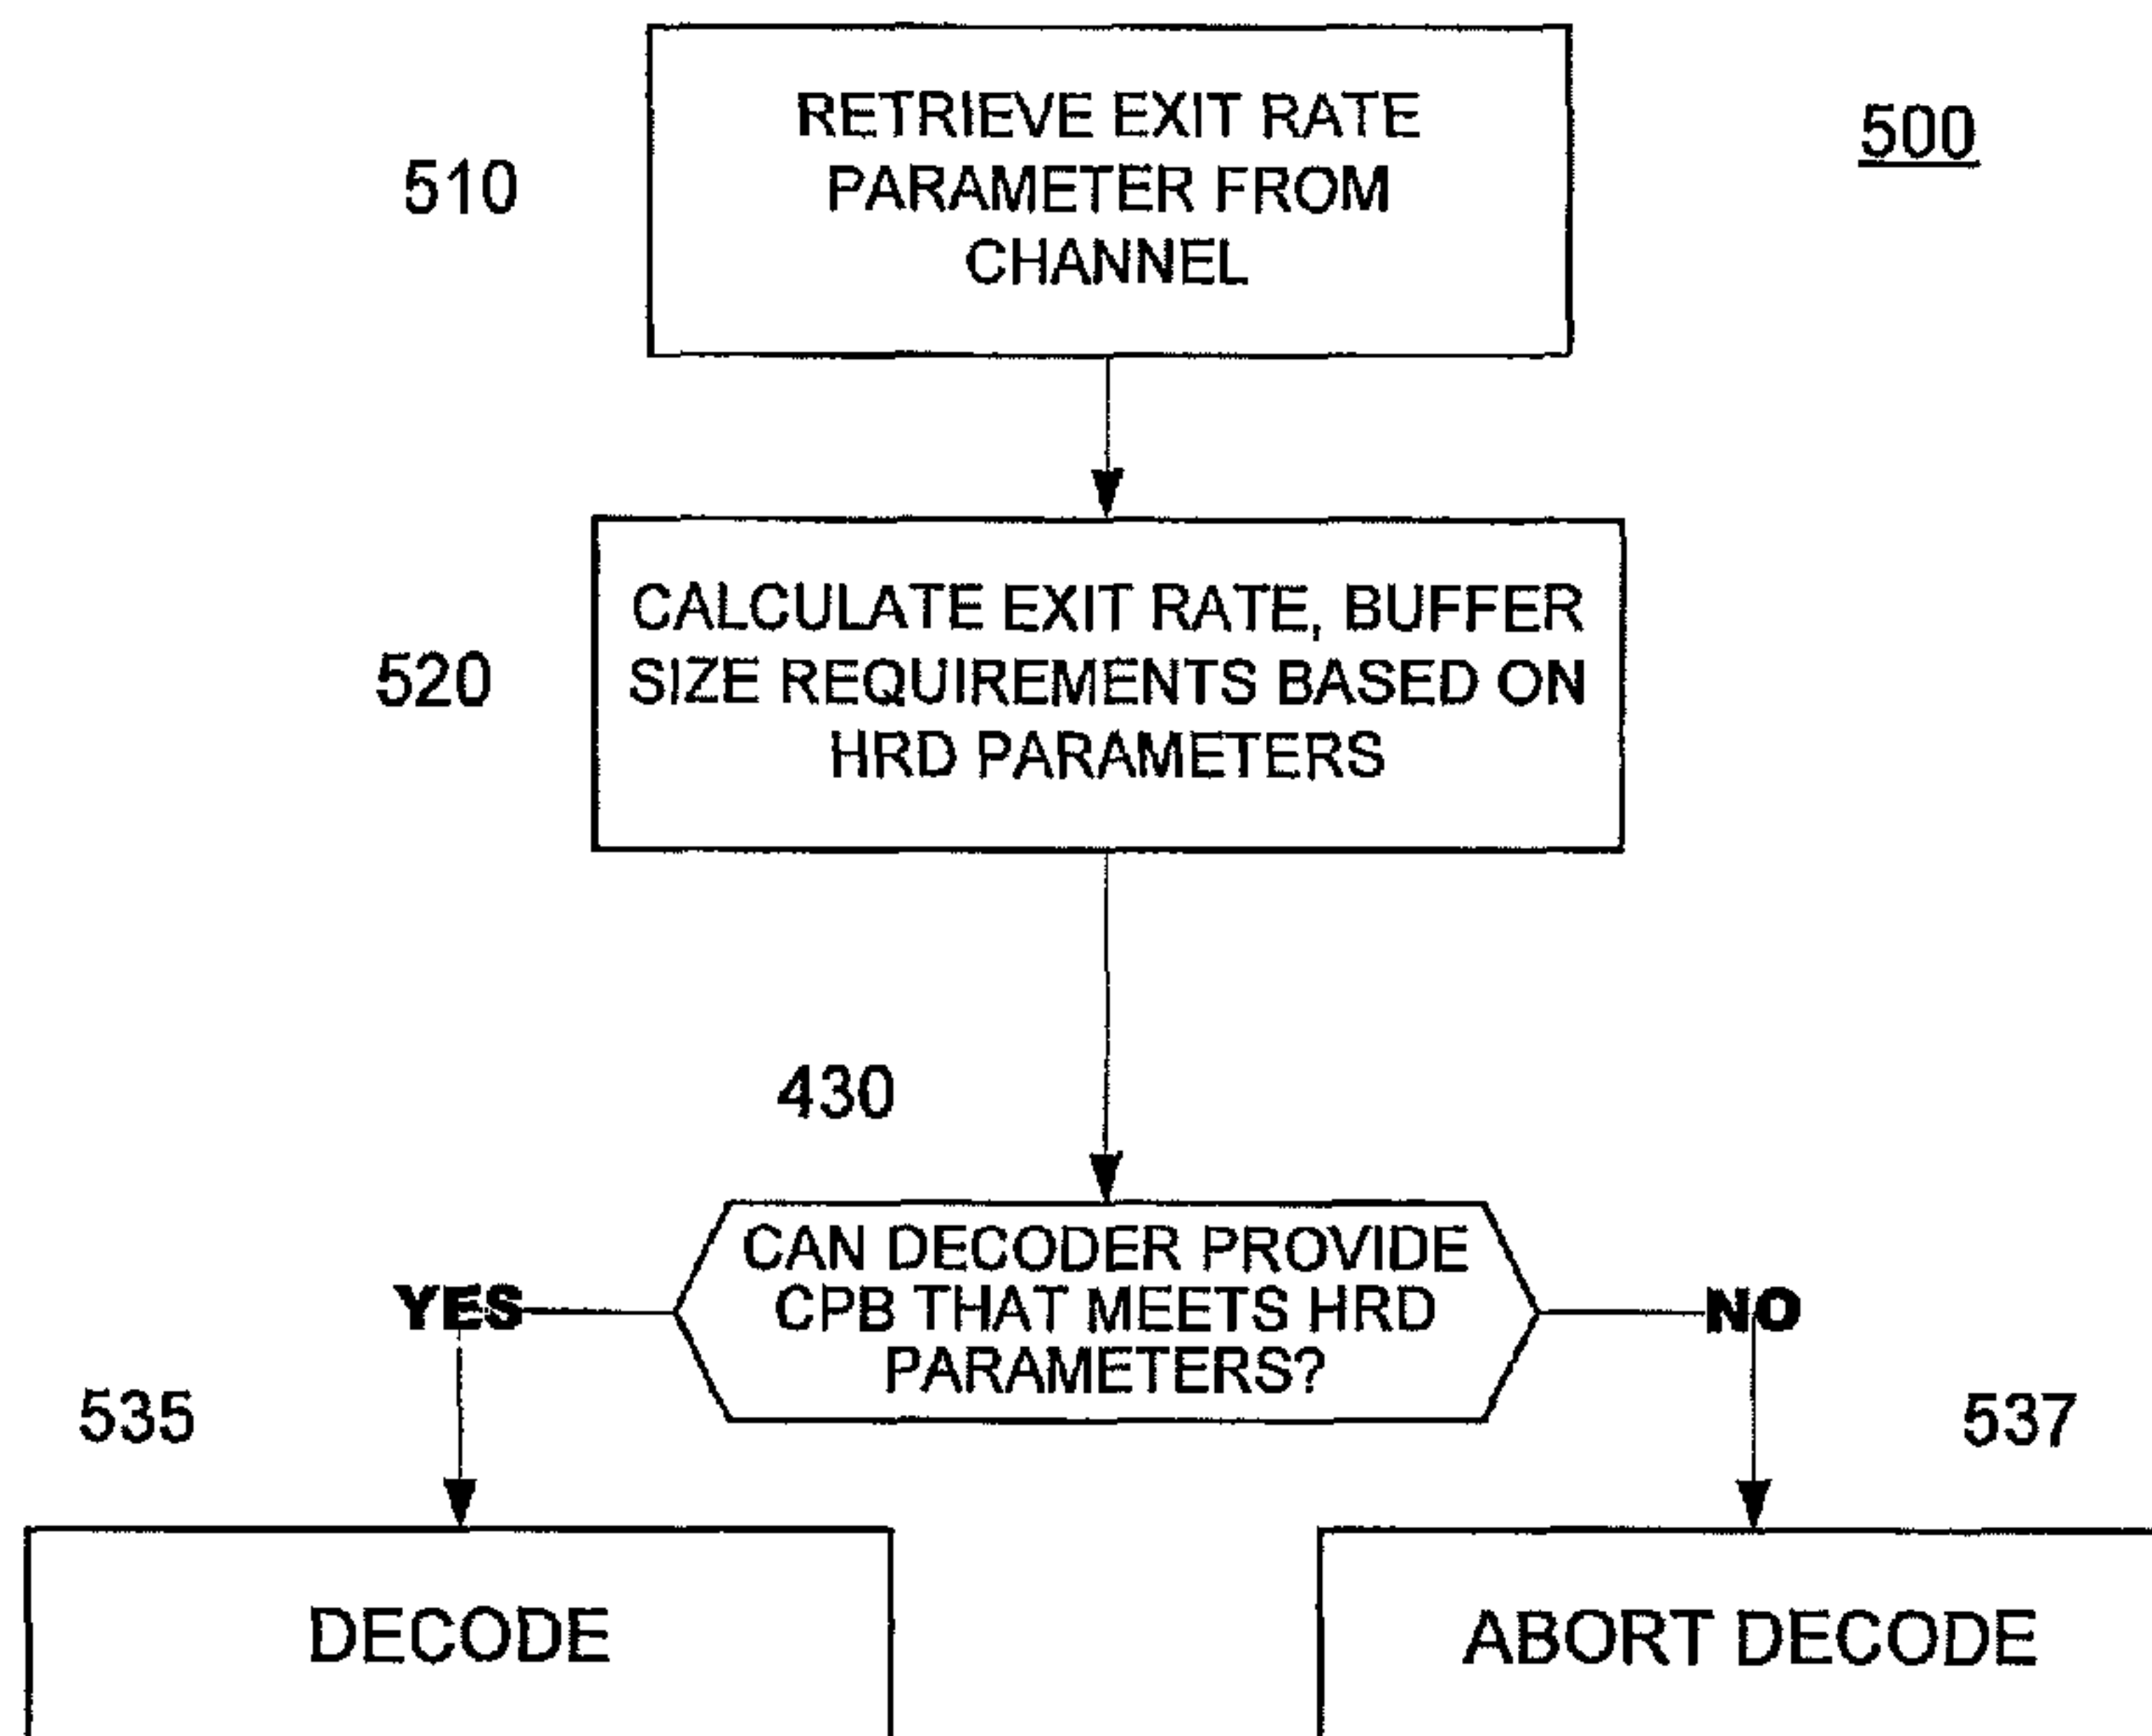 RETRIEVE EXIT RATE
PARAMETER FROM
CHANNEL
500
510
CALCULATE EXIT RATE, BUFFER
SIZE REQUIREMENTS BASED ON
HRD PARAMETERS
520
430
CAN DECODER PROVIDE
CPB THAT MEETS HRD
PARAMETERS?
YES
NO
535
537
DECODE
ABORT DECODE